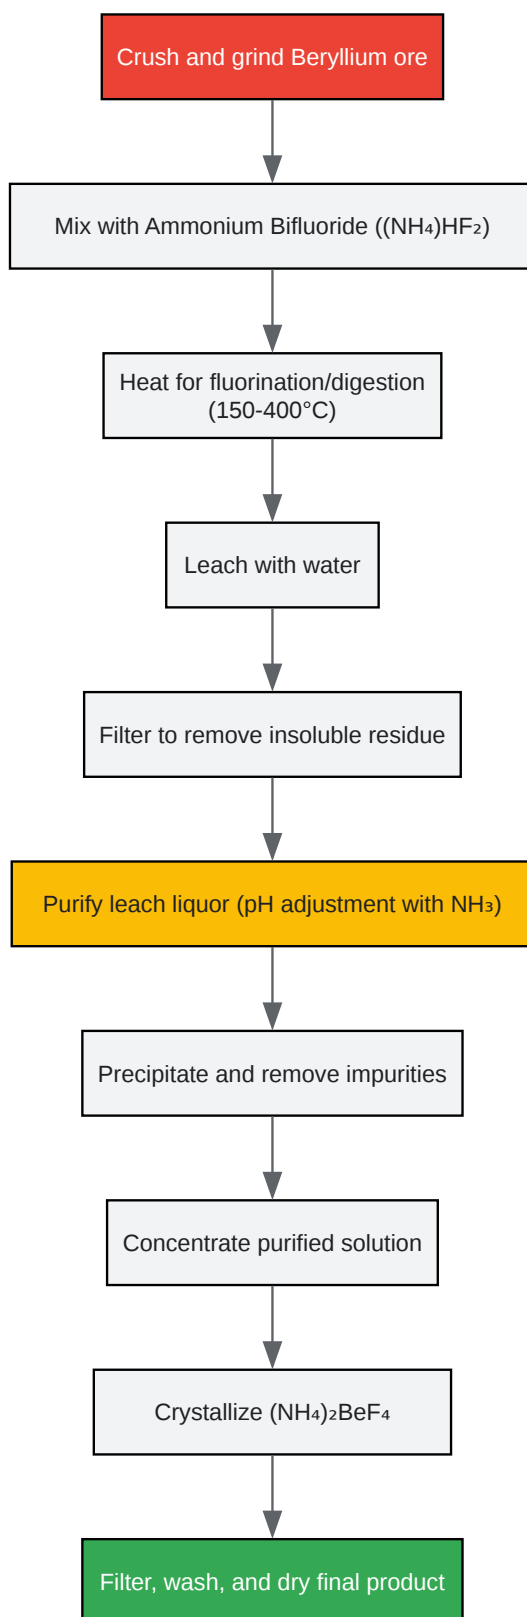 Crush and grind Beryllium ore
Mix with Ammonium Bifluoride ((NH₄)HF₂)
Heat for fluorination/digestion
(150-400°C)
Leach with water
Filter to remove insoluble residue
Purify leach liquor (pH adjustment with NH₃)
Precipitate and remove impurities
Concentrate purified solution
Crystallize (NH₄)₂BeF₄
Filter, wash, and dry final product